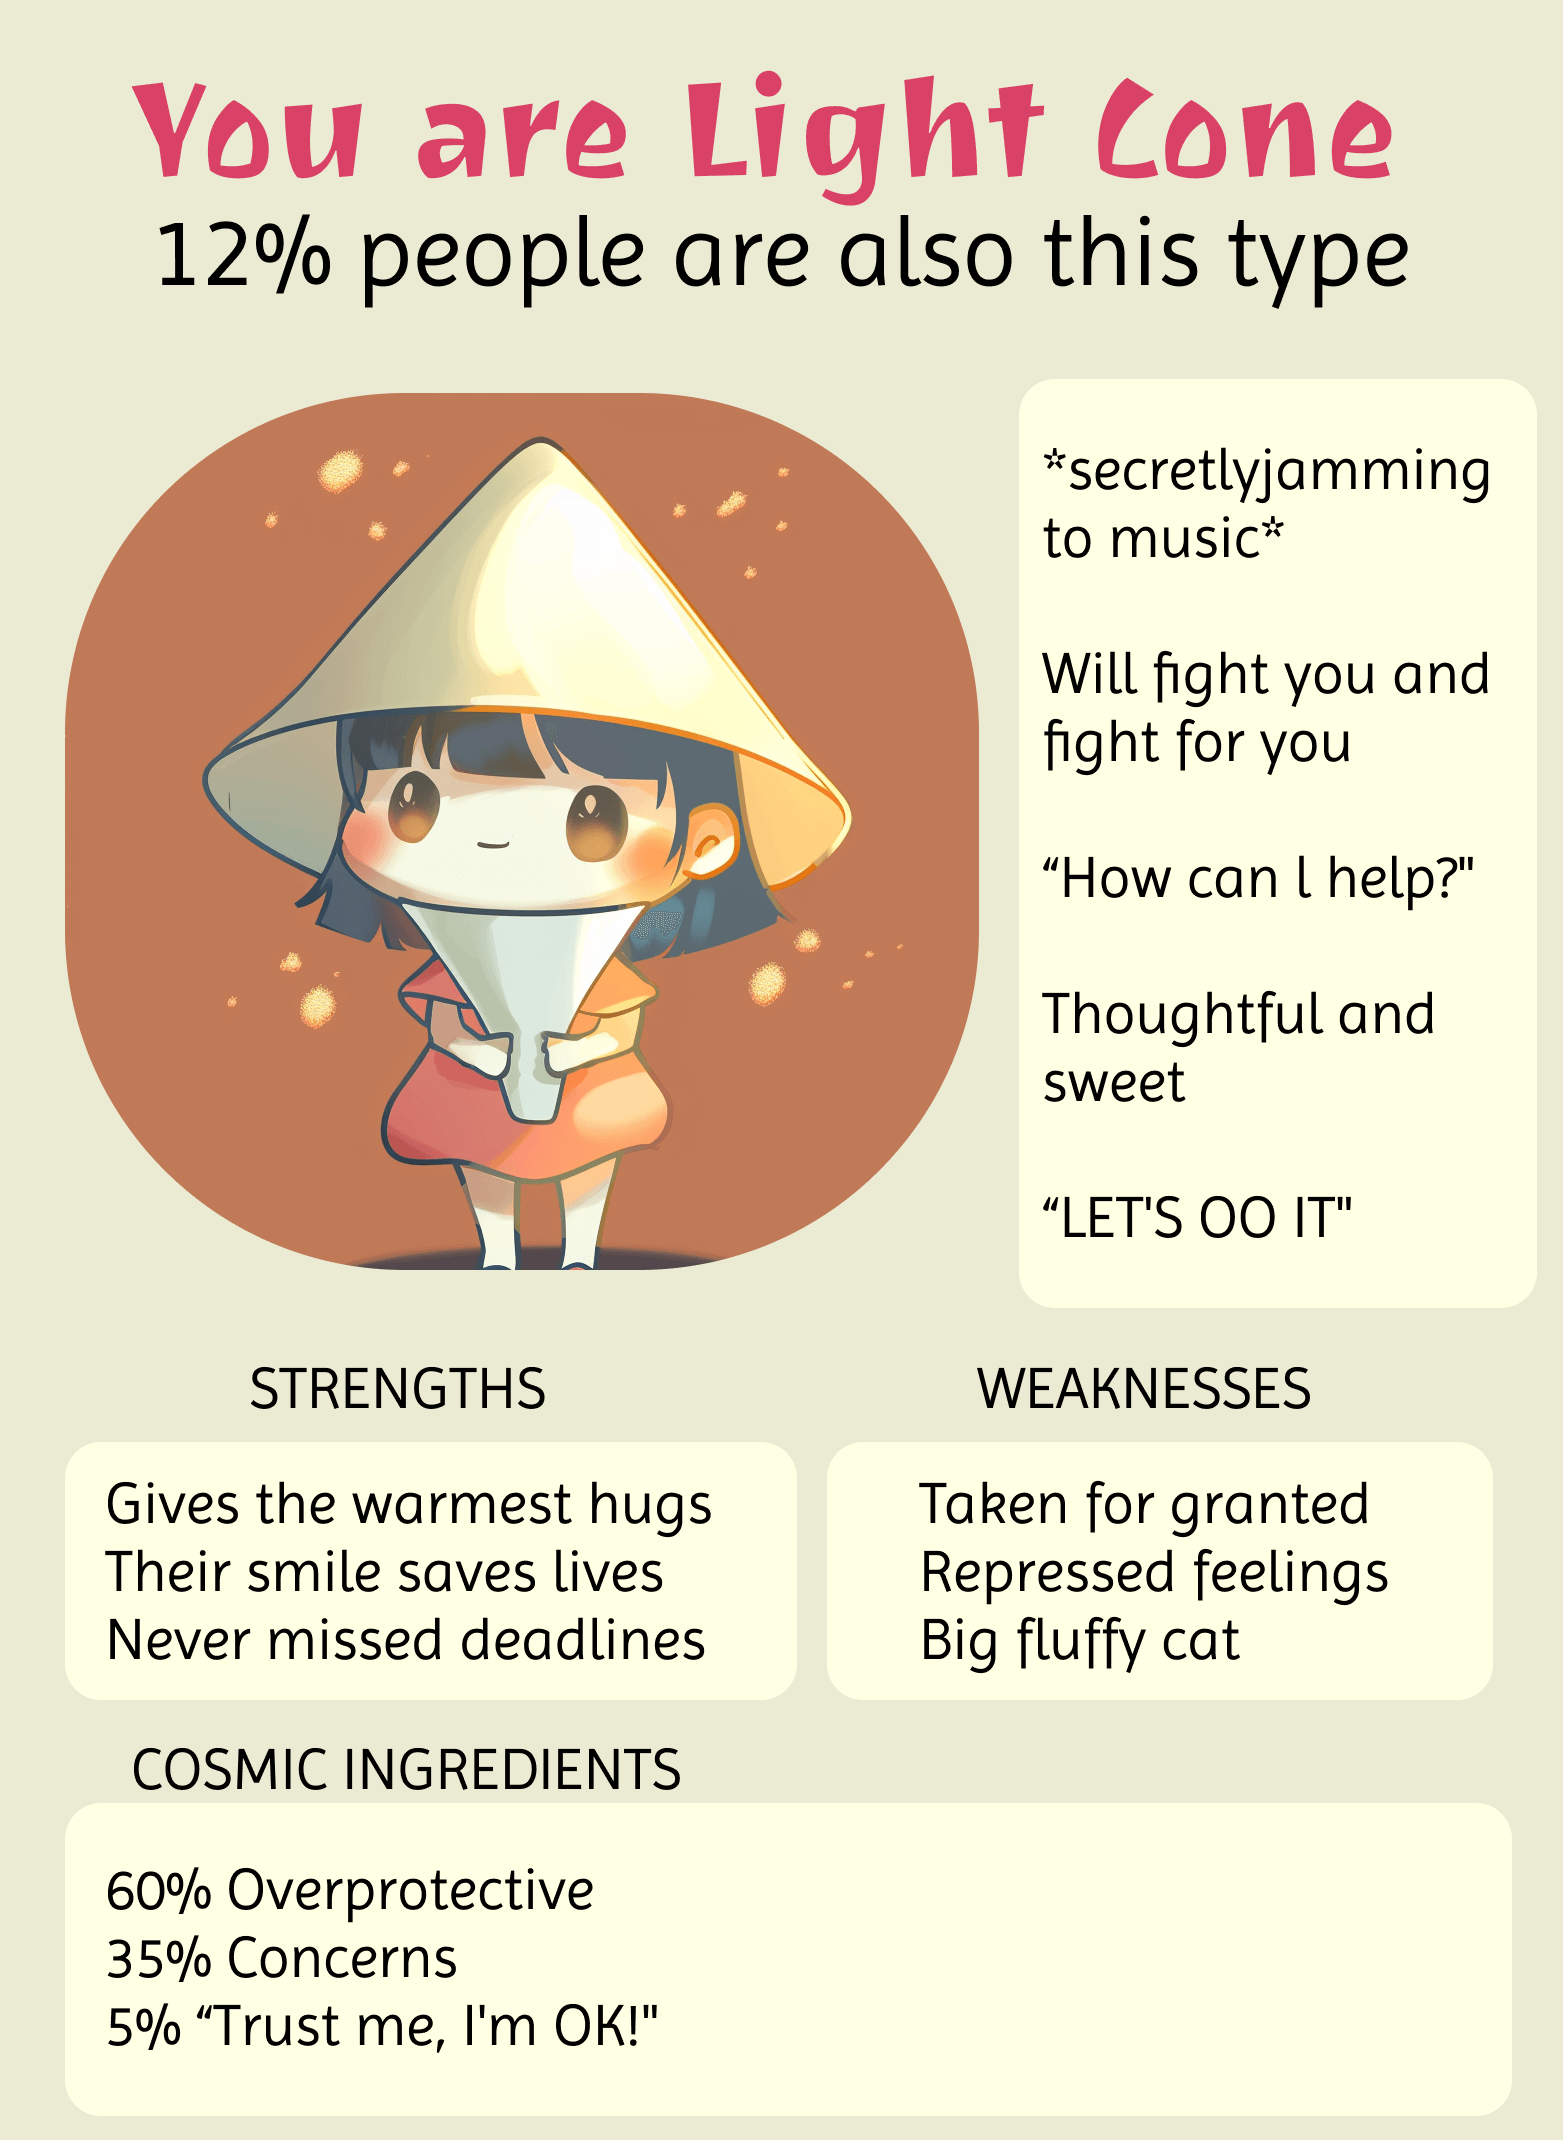 You are Light Cone
12% people are also this type
*secretlyjamming
to music*
Will fight you and
fight for you
“How can l help?"
Thoughtful and
sweet
“LET'S OO IT"
STRENGTHS
Gives the warmest hugs
Their smile saves lives
Never missed deadlines
WEAKNESSES
Taken for granted
Repressed feelings
Big fluffy cat
COSMIC INGREDIENTS
60% Overprotective
35% Concerns
5% “Trust me, I'm OK!"